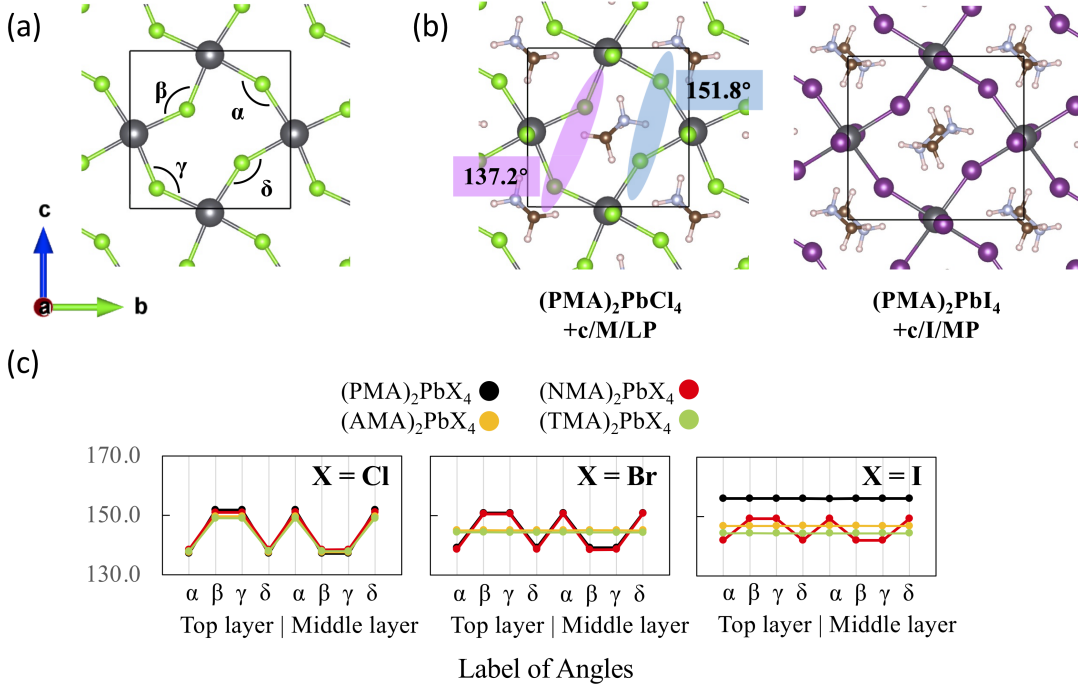 (a)
β
α
γ
δ
c
a
b
(b)
151.8°
137.2°
(PMA)₂PbCl₄
+c/M/LP
(PMA)₂PbI₄
+c/I/MP
(c)
(PMA)₂PbX₄
(NMA)₂PbX₄
(AMA)₂PbX₄
(TMA)₂PbX₄
170.0
150.0
130.0
X = Cl
α β γ δ α β γ δ
Top layer | Middle layer
X = Br
α β γ δ α β γ δ
Top layer | Middle layer
X = I
α β γ δ α β γ δ
Top layer | Middle layer
Label of Angles